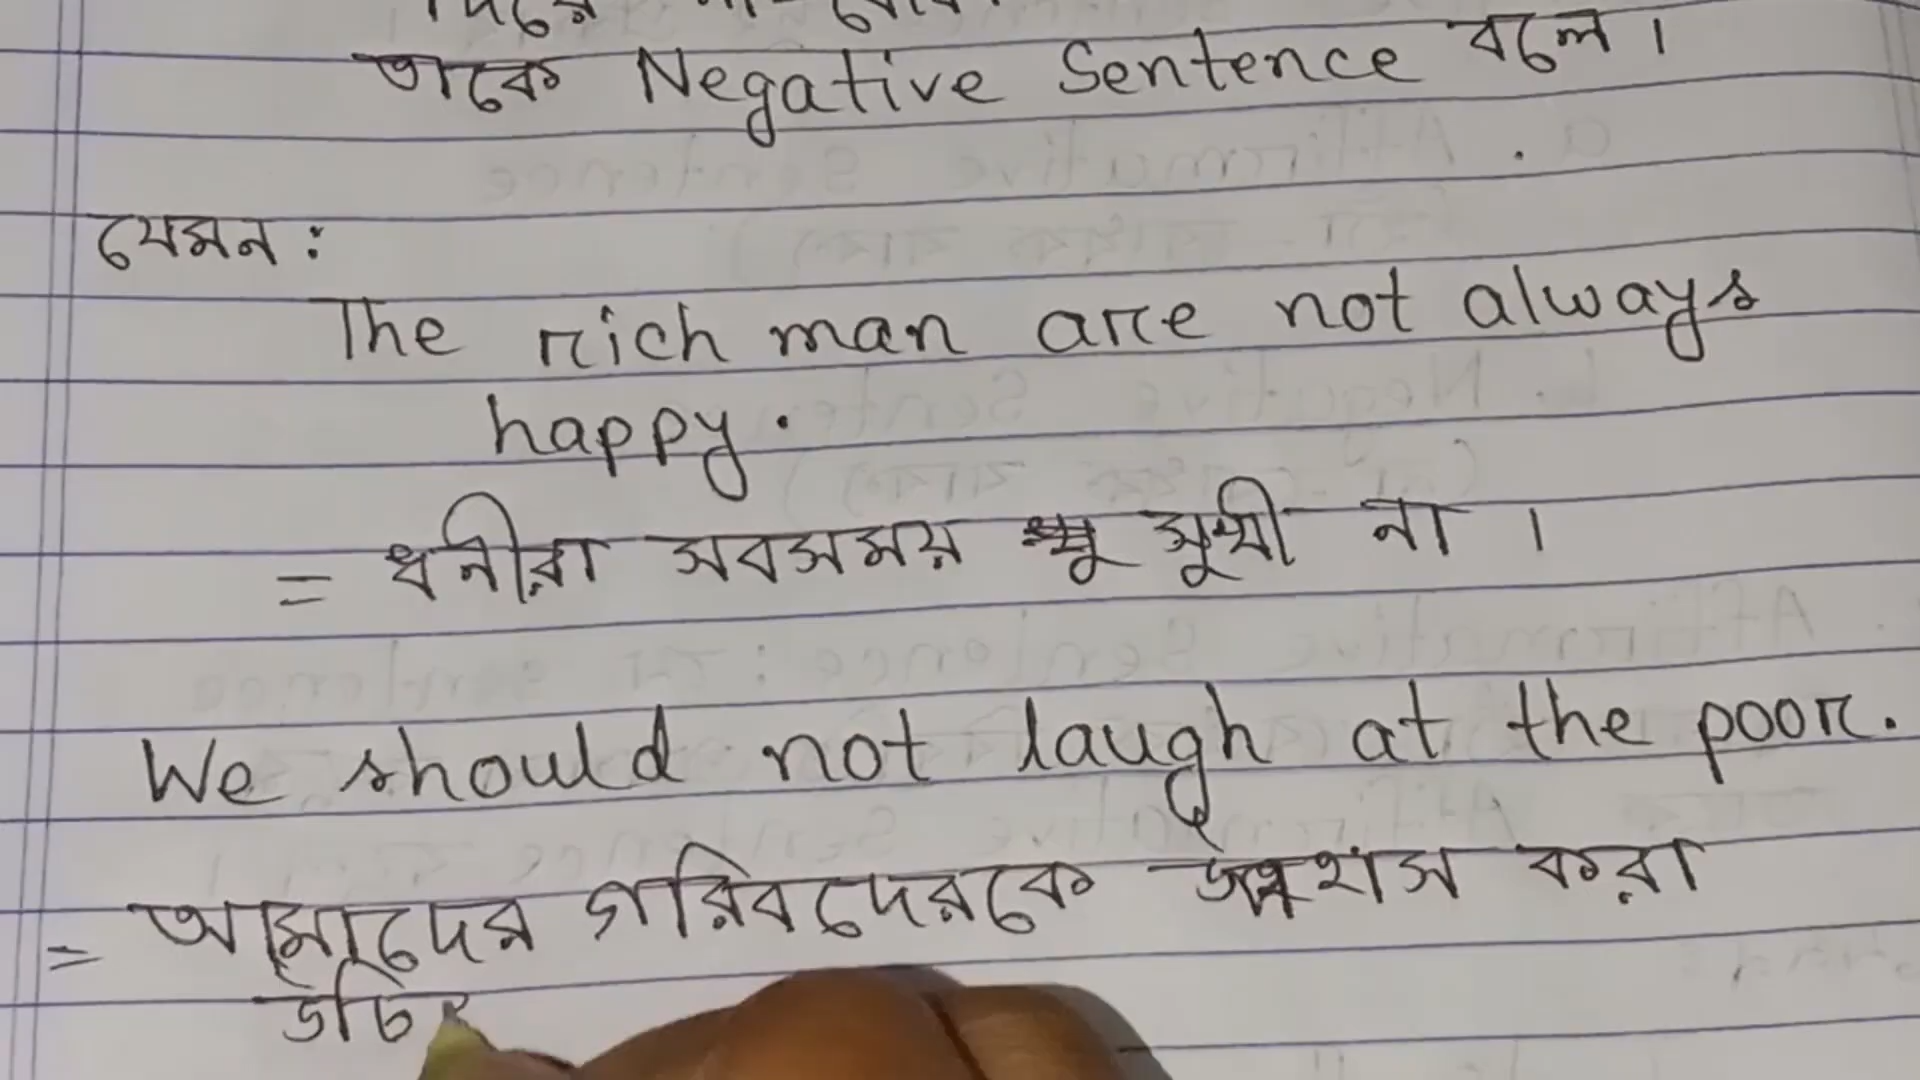 তাকে Negative Sentence বলে।
যেমন:
The rich man are not always
happy.
= ধনীরা সবসময় সুখী না।
We should not laugh at the poor.
= আমাদের গরিবদেরকে উপহাস করা
উচি